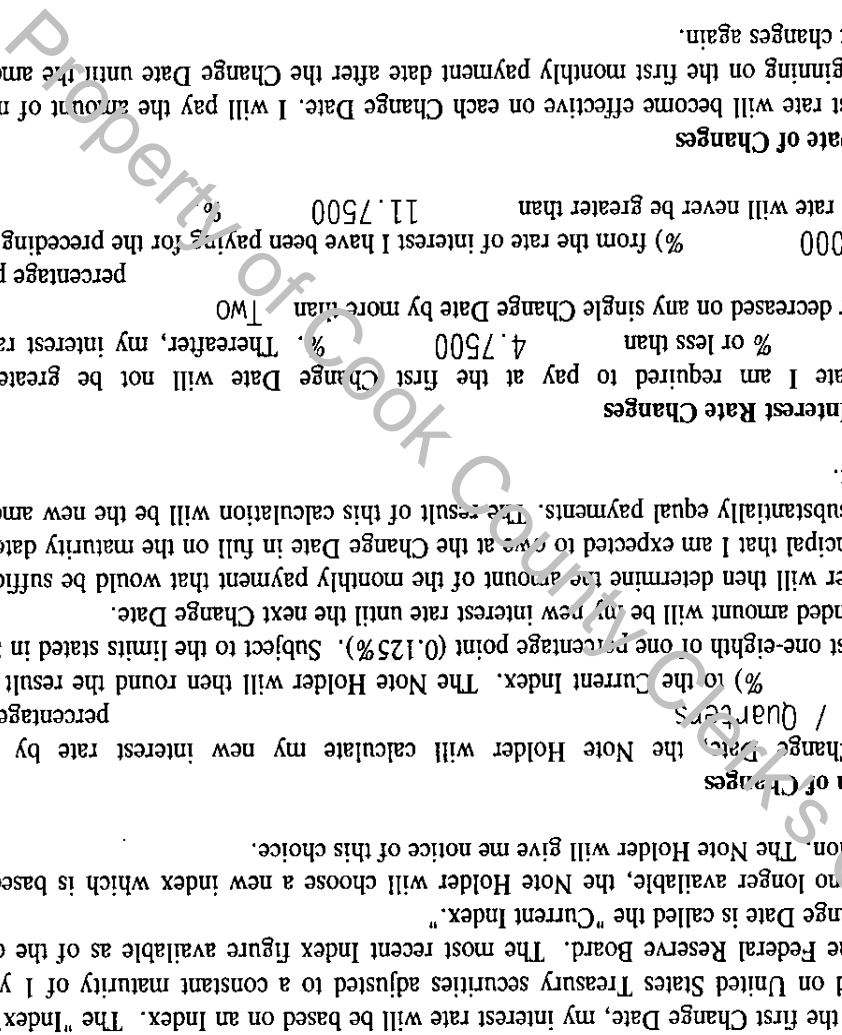 the first Change Date, my interest rate will be based on an Index. The "Index"
d on United States Treasury securities adjusted to a constant maturity of 1 y
he Federal Reserve Board. The most recent Index figure available as of the d
nge Date is called the "Current Index."
no longer available, the Note Holder will choose a new index which is based
on. The Note Holder will give me notice of this choice.
n of Changes
Change Date, the Note Holder will calculate my new interest rate by
/ Quarters percentage
%) to the Current Index. The Note Holder will then round the result
st one-eighth of one percentage point (0.125%). Subject to the limits stated in
nded amount will be my new interest rate until the next Change Date.
er will then determine the amount of the monthly payment that would be suffic
ncipal that I am expected to owe at the Change Date in full on the maturity date
substantially equal payments. The result of this calculation will be the new amo
.
Interest Rate Changes
ate I am required to pay at the first Change Date will not be greate
% or less than 4.7500 %. Thereafter, my interest ra
r decreased on any single Change Date by more than Two
percentage p
000 %) from the rate of interest I have been paying for the preceding
rate will never be greater than 11.7500 %.
ate of Changes
st rate will become effective on each Change Date. I will pay the amount of m
ginning on the first monthly payment date after the Change Date until the amo
t changes again.
Property of Cook County Clerk's O